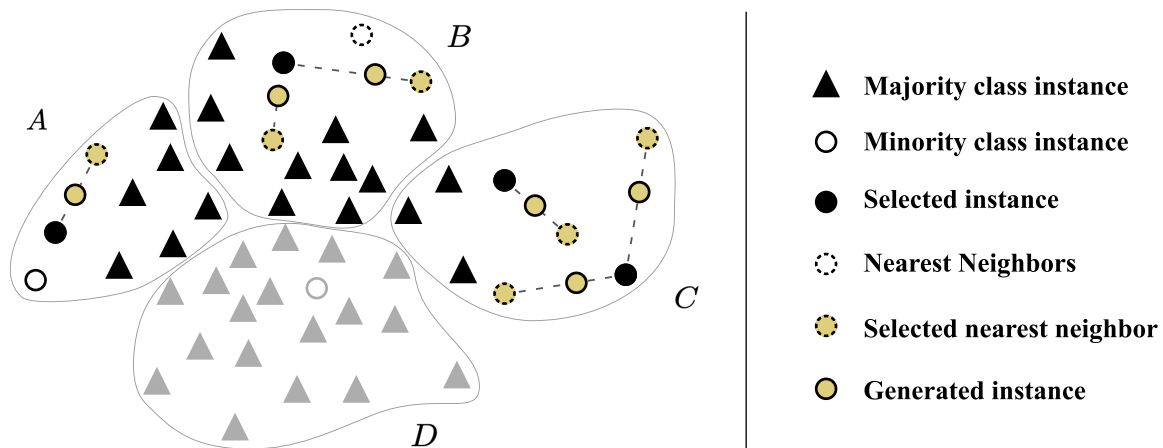 A
B
C
D
Majority class instance
Minority class instance
Selected instance
Nearest Neighbors
Selected nearest neighbor
Generated instance